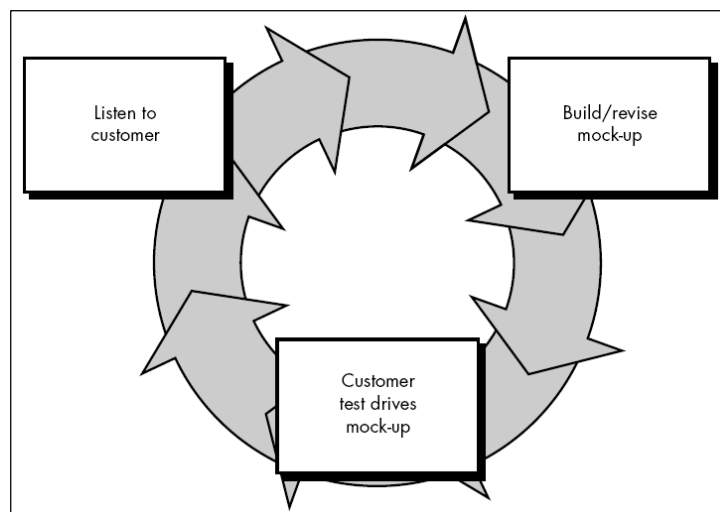 Listen to
customer
Build/revise
mock-up
Customer
test drives
mock-up